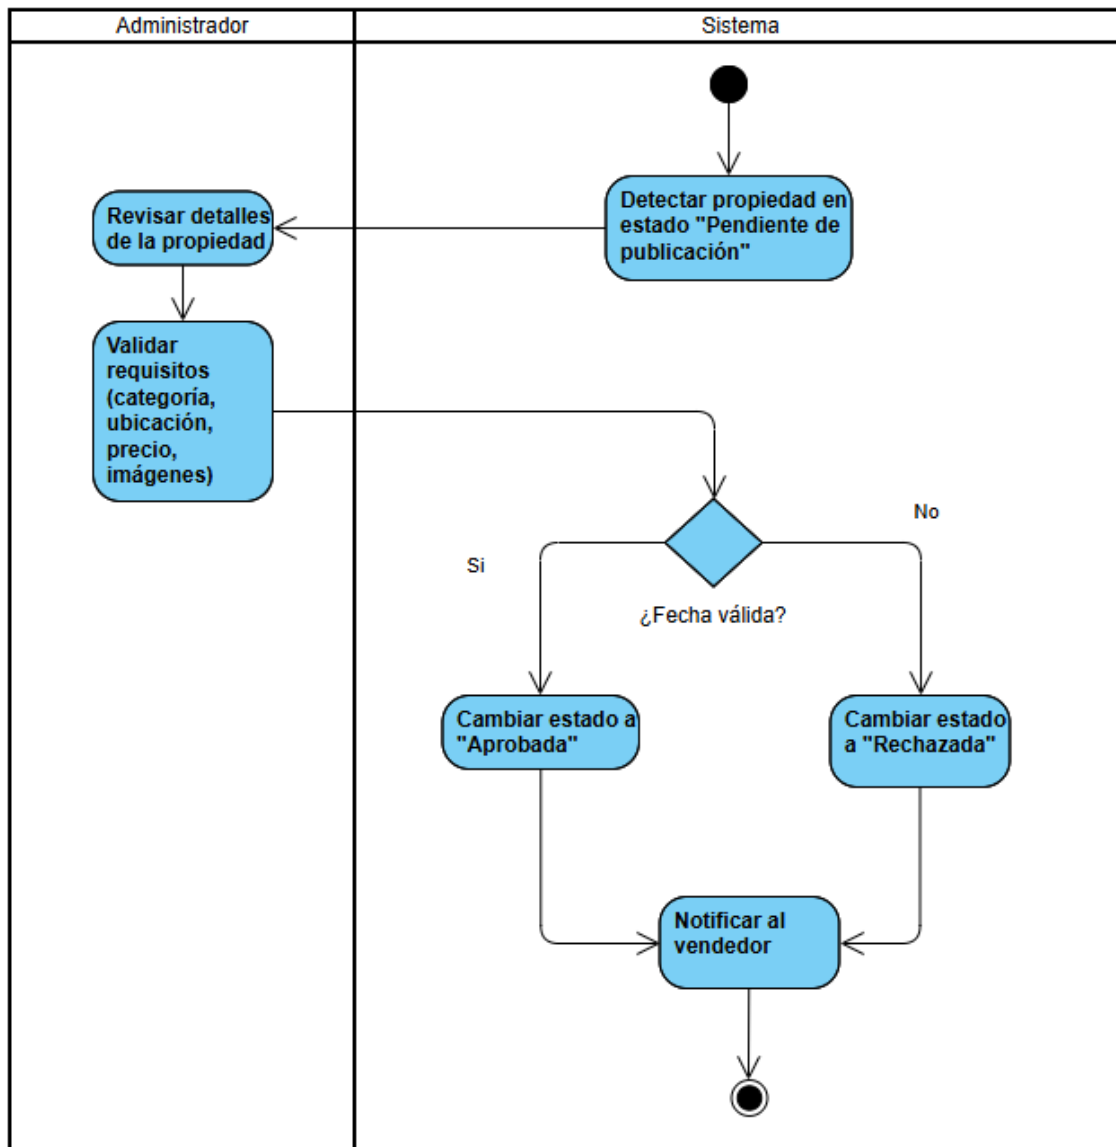 Administrador
Sistema
Detectar propiedad en
estado "Pendiente de
publicación"
Revisar detalles
de la propiedad
Validar
requisitos
(categoría,
ubicación,
precio,
imágenes)
No
Si
¿Fecha válida?
Cambiar estado a
"Aprobada"
Cambiar estado
a "Rechazada"
Notificar al
vendedor